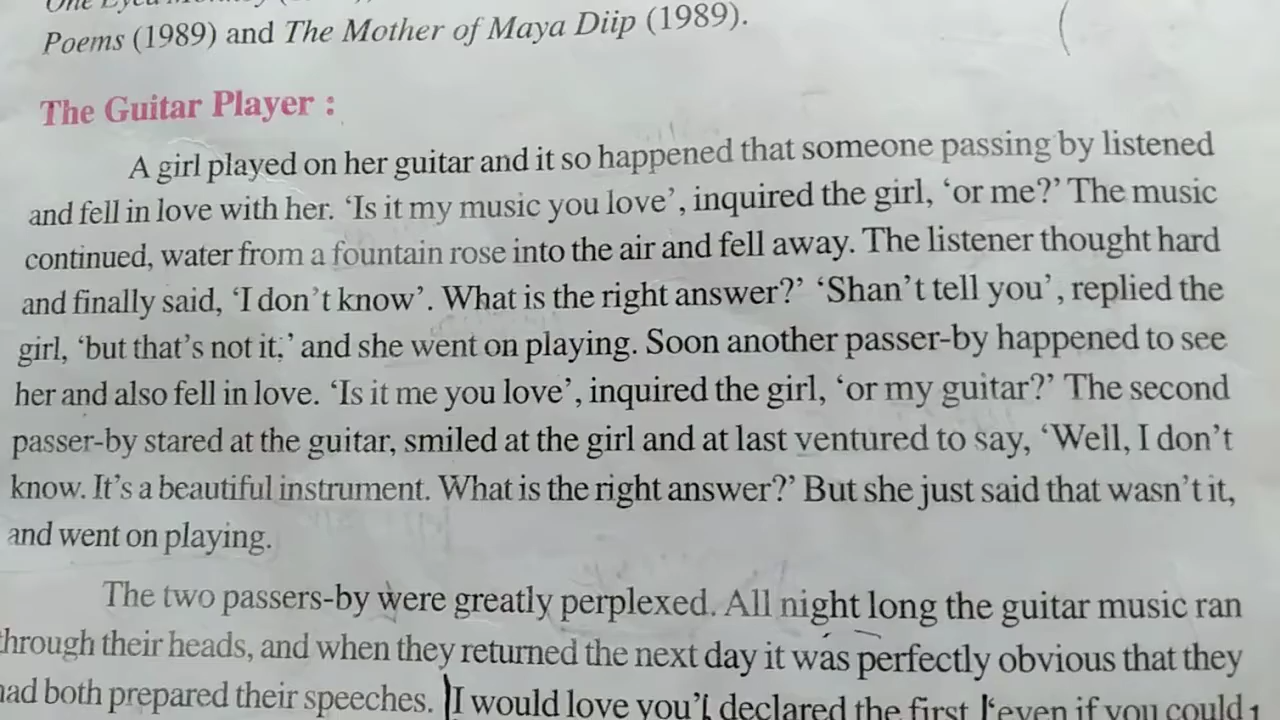 One Eyed Monkey
Poems (1989) and The Mother of Maya Diip (1989).
The Guitar Player :
A girl played on her guitar and it so happened that someone passing by listened
and fell in love with her. ‘Is it my music you love’, inquired the girl, ‘or me?’ The music
continued, water from a fountain rose into the air and fell away. The listener thought hard
and finally said, ‘I don’t know’. What is the right answer?’ ‘Shan’t tell you’, replied the
girl, ‘but that’s not it;’ and she went on playing. Soon another passer-by happened to see
her and also fell in love. ‘Is it me you love’, inquired the girl, ‘or my guitar?’ The second
passer-by stared at the guitar, smiled at the girl and at last ventured to say, ‘Well, I don’t
know. It’s a beautiful instrument. What is the right answer?’ But she just said that wasn’t it,
and went on playing.
The two passers-by were greatly perplexed. All night long the guitar music ran
through their heads, and when they returned the next day it was perfectly obvious that they
had both prepared their speeches. I would love you’ declared the first ‘even if you could